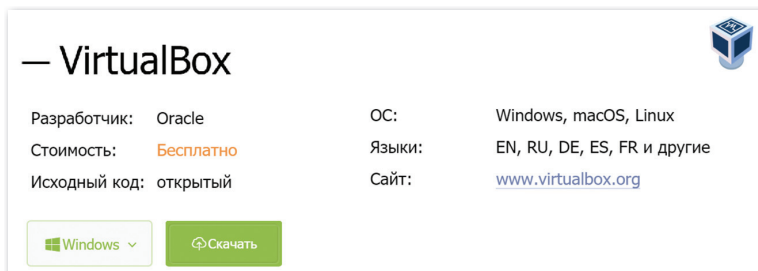 — VirtualBox
Разработчик: Oracle
Стоимость: Бесплатно
Исходный код: открытый
ОС: Windows, macOS, Linux
Языки: EN, RU, DE, ES, FR и другие
Сайт: www.virtualbox.org
Windows
Скачать